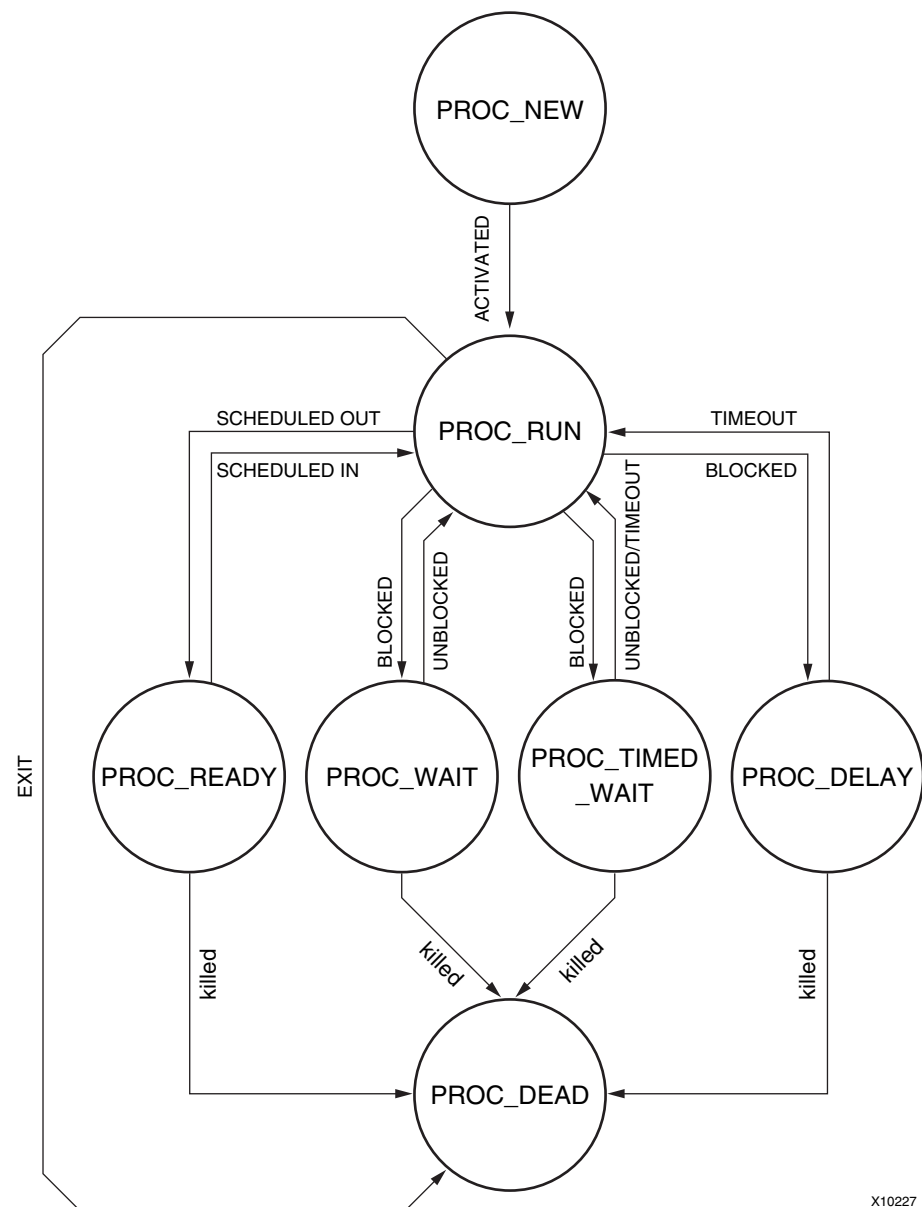 PROC_NEW
ACTIVATED
SCHEDULED OUT
PROC_RUN
TIMEOUT
SCHEDULED IN
BLOCKED
BLOCKED
UNBLOCKED
BLOCKED
UNBLOCKED/TIMEOUT
EXIT
PROC_READY
PROC_WAIT
PROC_TIMED
_WAIT
PROC_DELAY
killed
killed
killed
killed
PROC_DEAD
X10227